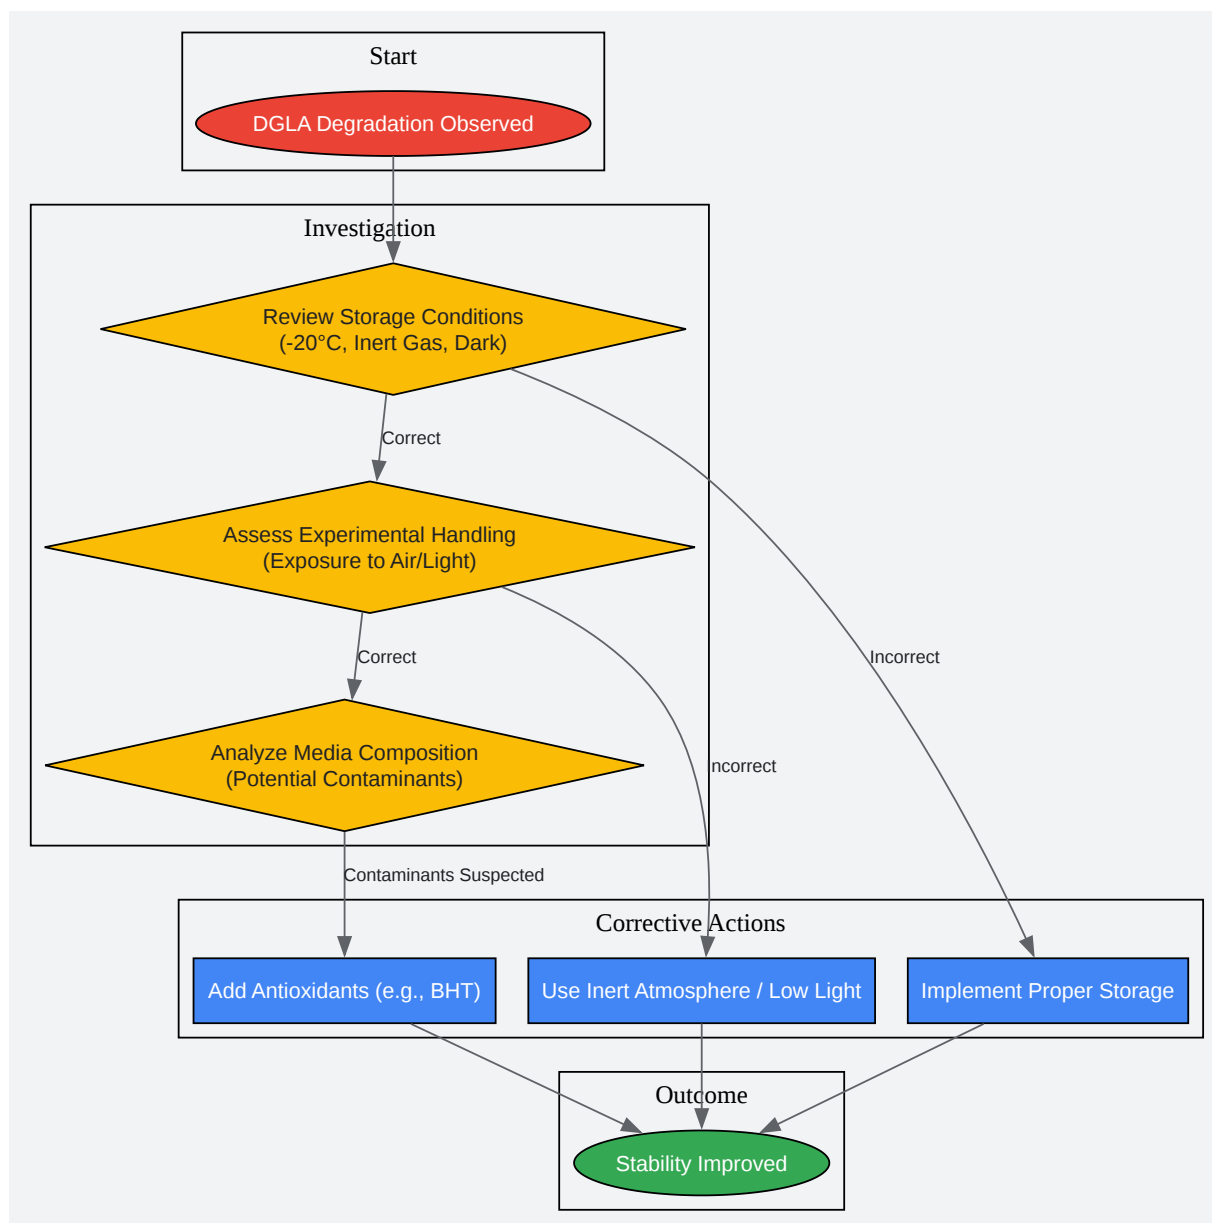 Start
DGLA Degradation Observed
Investigation
Review Storage Conditions
(-20°C, Inert Gas, Dark)
Correct
Assess Experimental Handling
(Exposure to Air/Light)
Correct
Incorrect
Analyze Media Composition
(Potential Contaminants)
Incorrect
Contaminants Suspected
Corrective Actions
Add Antioxidants (e.g., BHT)
Use Inert Atmosphere / Low Light
Implement Proper Storage
Outcome
Stability Improved